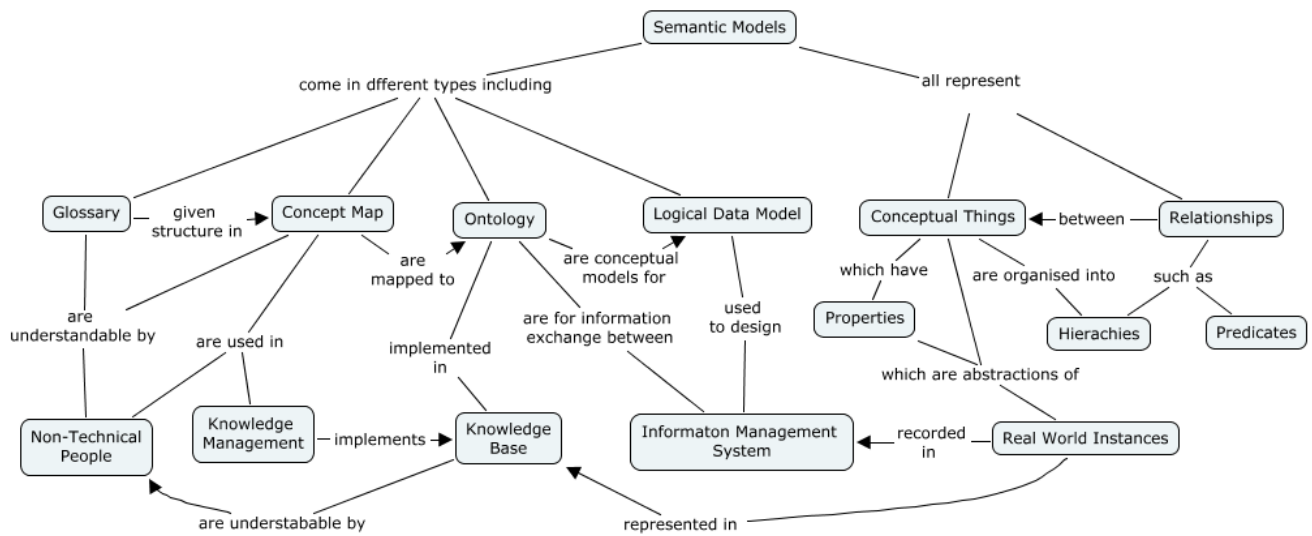 Semantic Models
come in dfferent types including
all represent
Glossary
given
structure in
Concept Map
Ontology
Logical Data Model
Conceptual Things
between
Relationships
are
mapped to
are conceptual
models for
which have
are organised into
such as
are
understandable by
are used in
implemented
in
are for information
exchange between
used
to design
Properties
Hierachies
Predicates
which are abstractions of
Non-Technical
People
Knowledge
Management
implements
Knowledge
Base
Informaton Management
System
recorded
in
Real World Instances
are understabable by
represented in